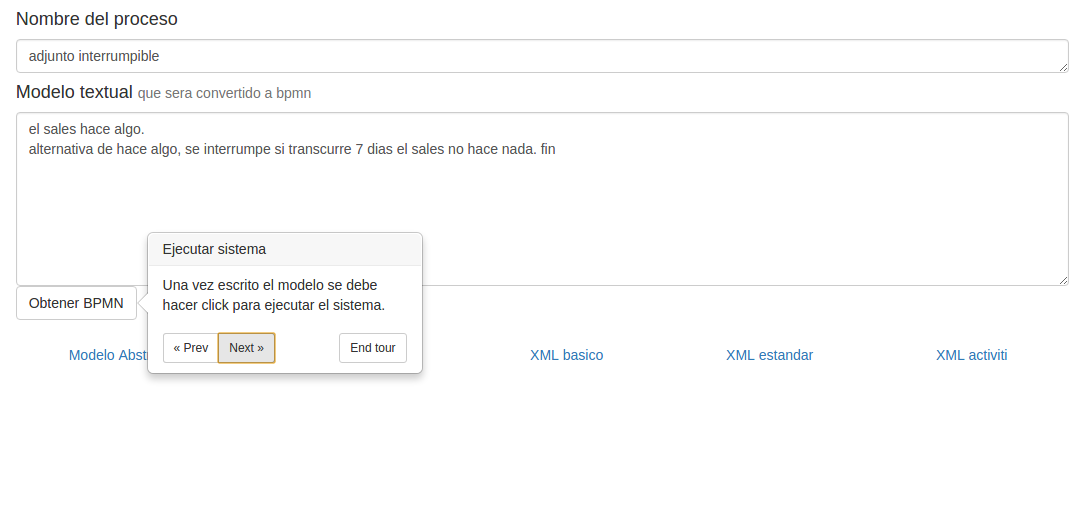 Nombre del proceso
adjunto interrumpible
Modelo textual que sera convertido a bpmn
el sales hace algo.
alternativa de hace algo, se interrumpe si transcurre 7 dias el sales no hace nada. fin
Ejecutar sistema
Una vez escrito el modelo se debe
hacer click para ejecutar el sistema.
Obtener BPMN
« Prev Next » End tour
Modelo XML basico XML estandar XML activiti